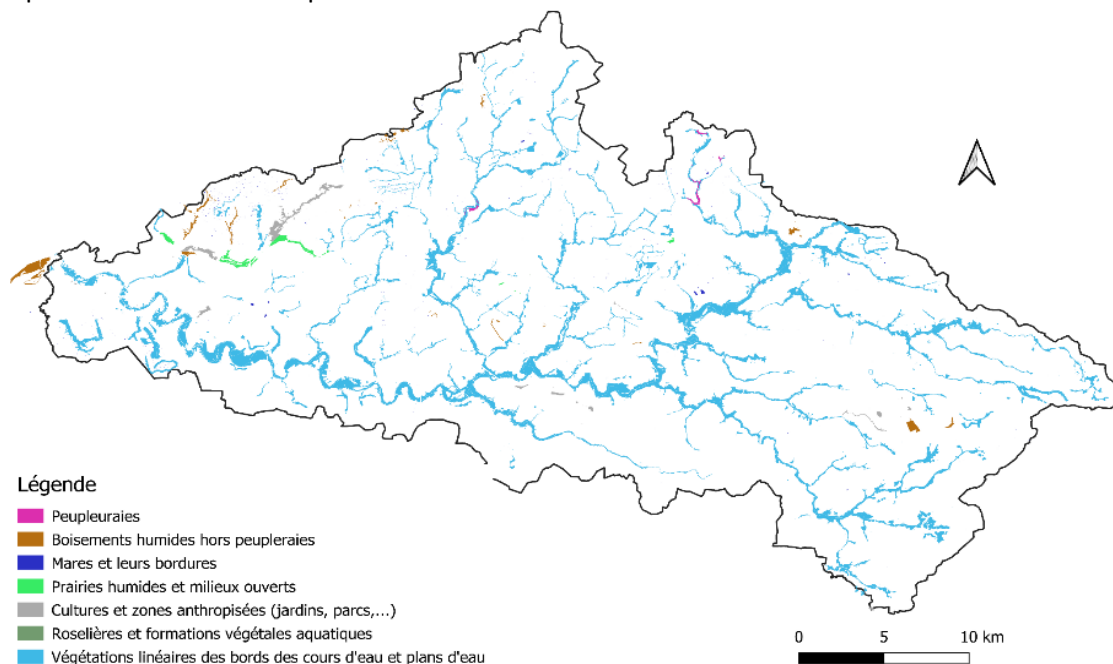 Légende
Peupleuraies
Boisements humides hors peupleraies
Mares et leurs bordures
Prairies humides et milieux ouverts
Cultures et zones anthropisées (jardins, parcs,...)
Roselières et formations végétales aquatiques
Végétations linéaires des bords des cours d'eau et plans d'eau
0 5 10 km